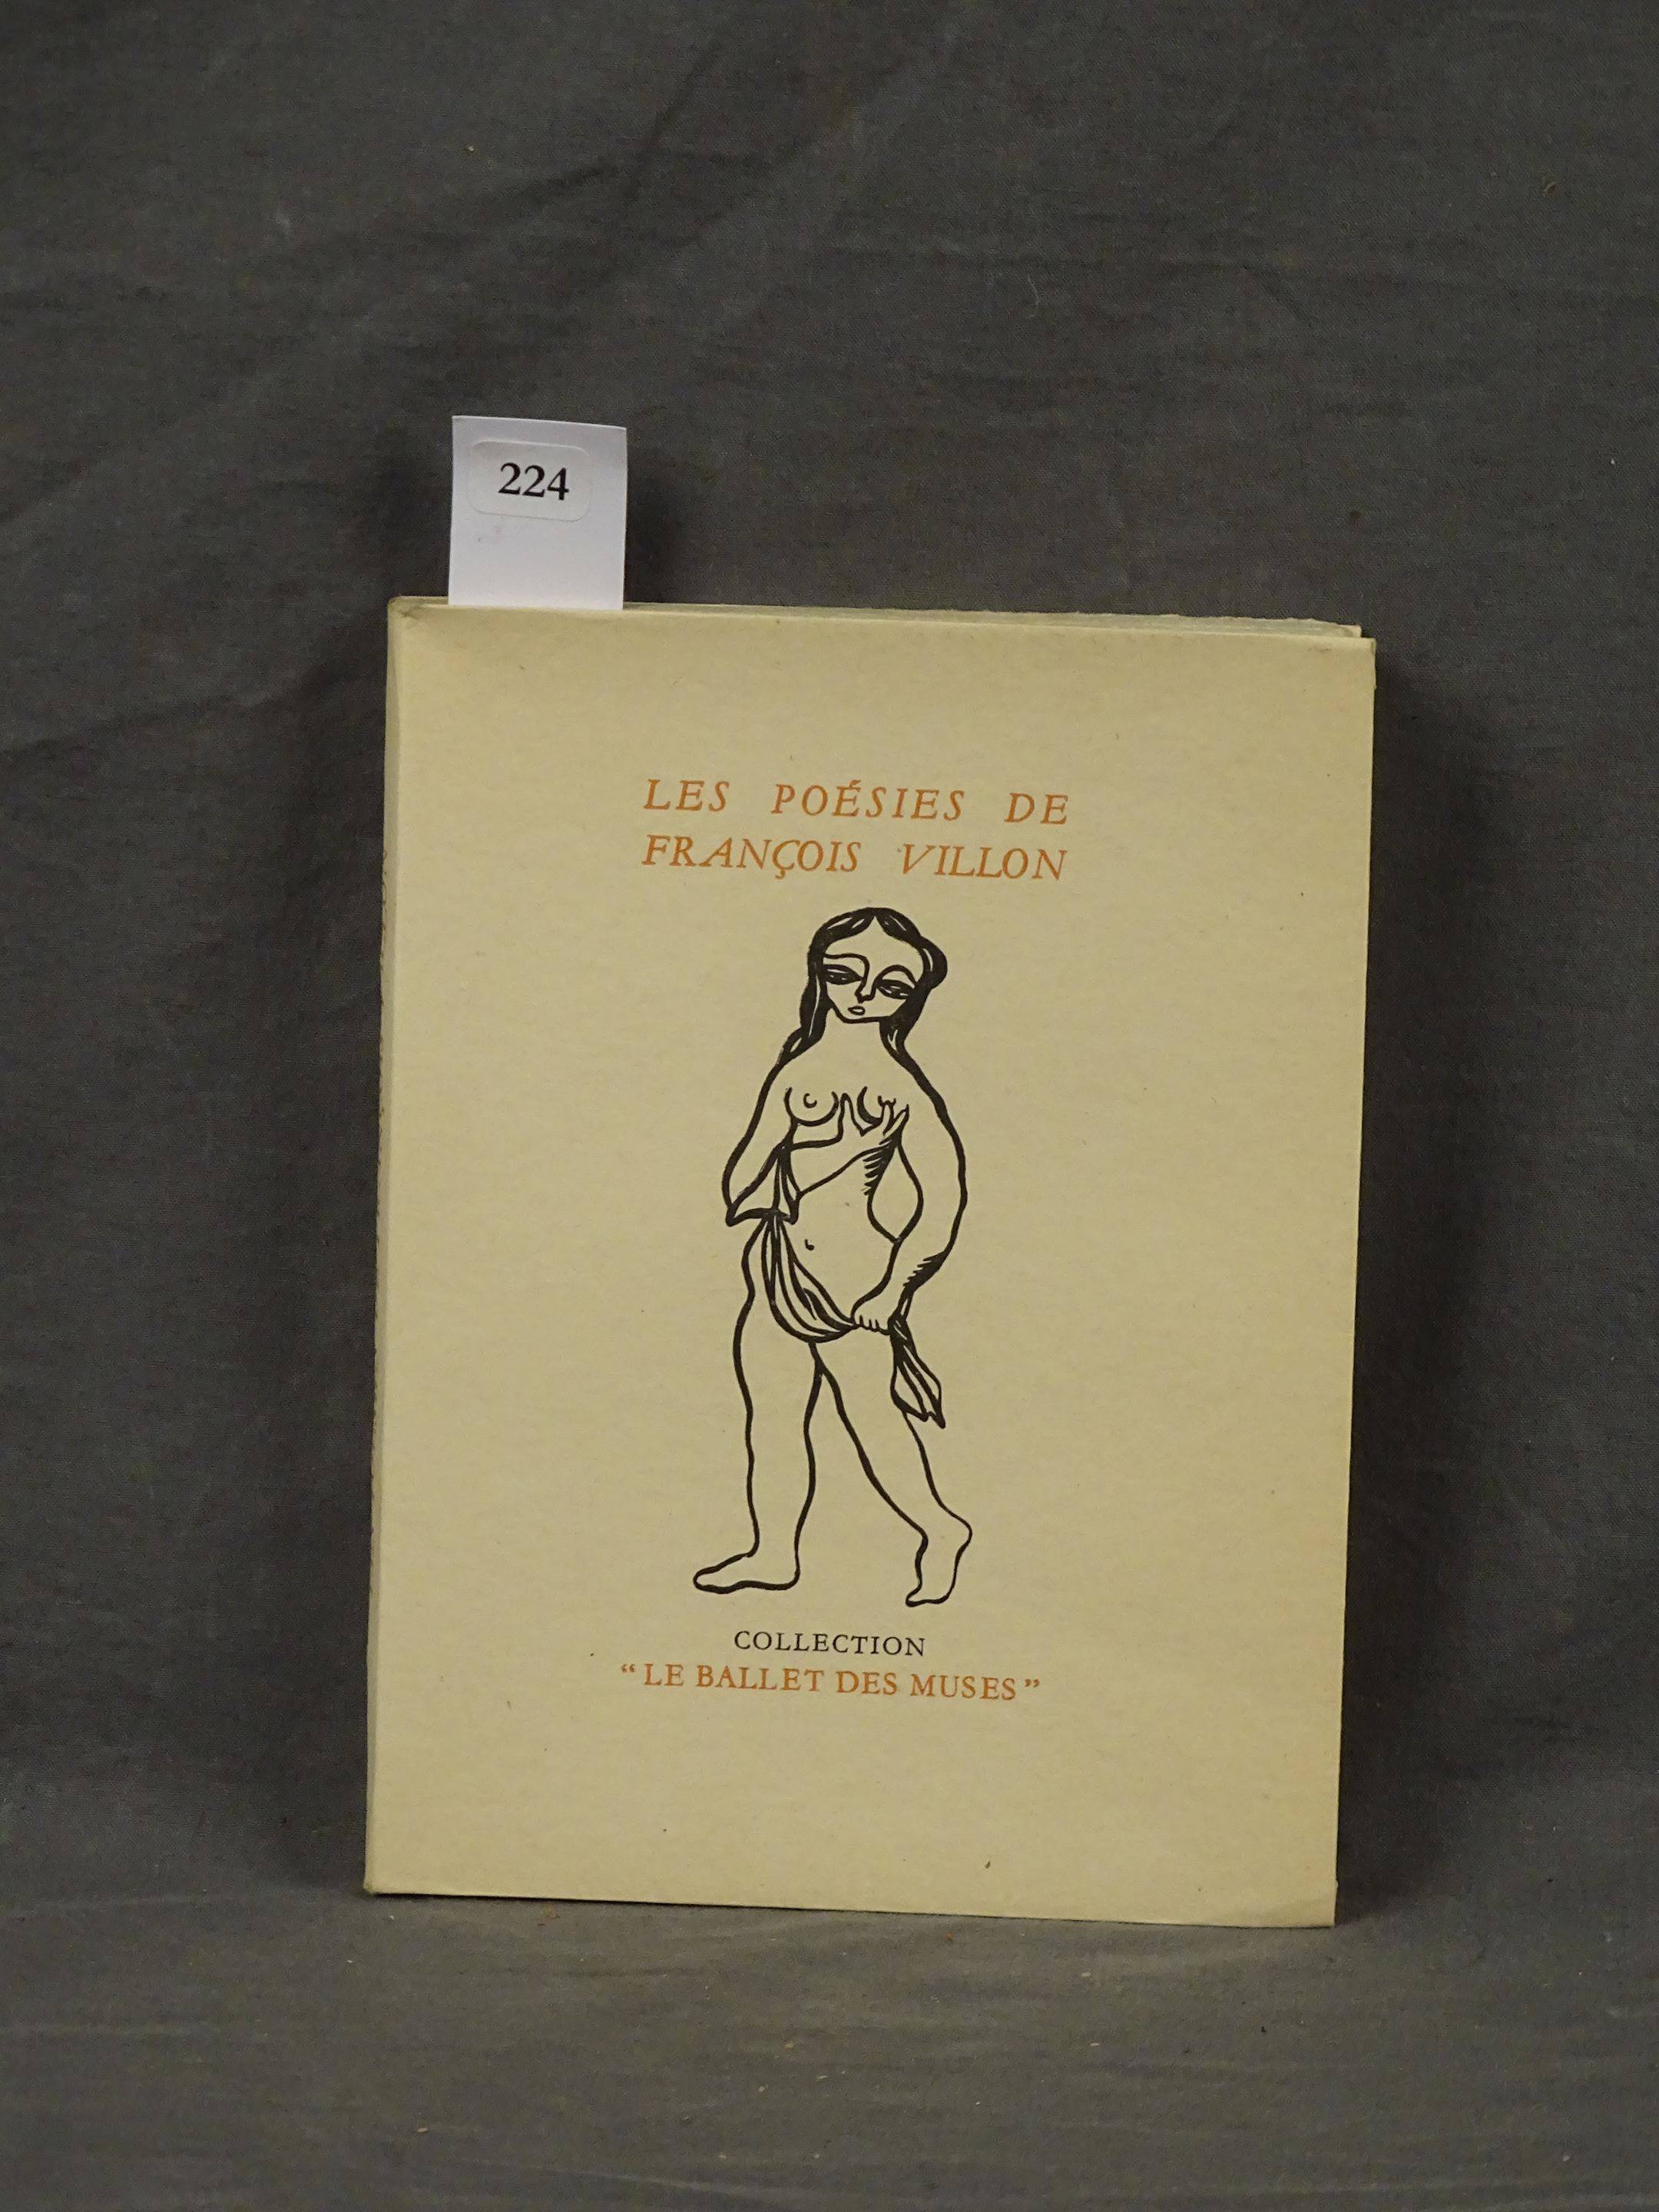 224
LES POÉSIES DE
FRANÇOIS VILLON
COLLECTION
“LE BALLET DES MUSES”